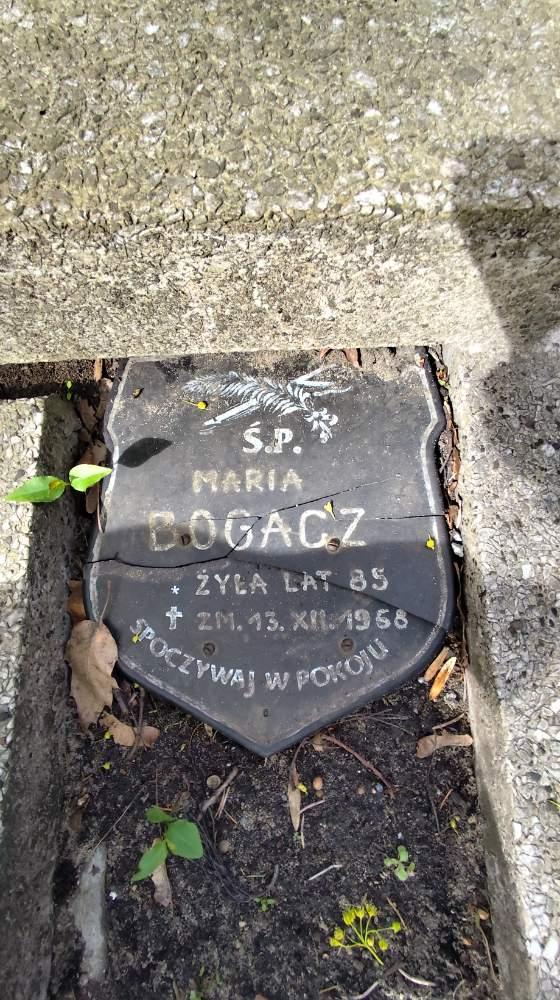 Ś.P.
MARIA
BOGACZ
* ŻYŁA LAT 85
✝ ZM. 13. XII. 1968
SPOCZYWAJ W POKOJU